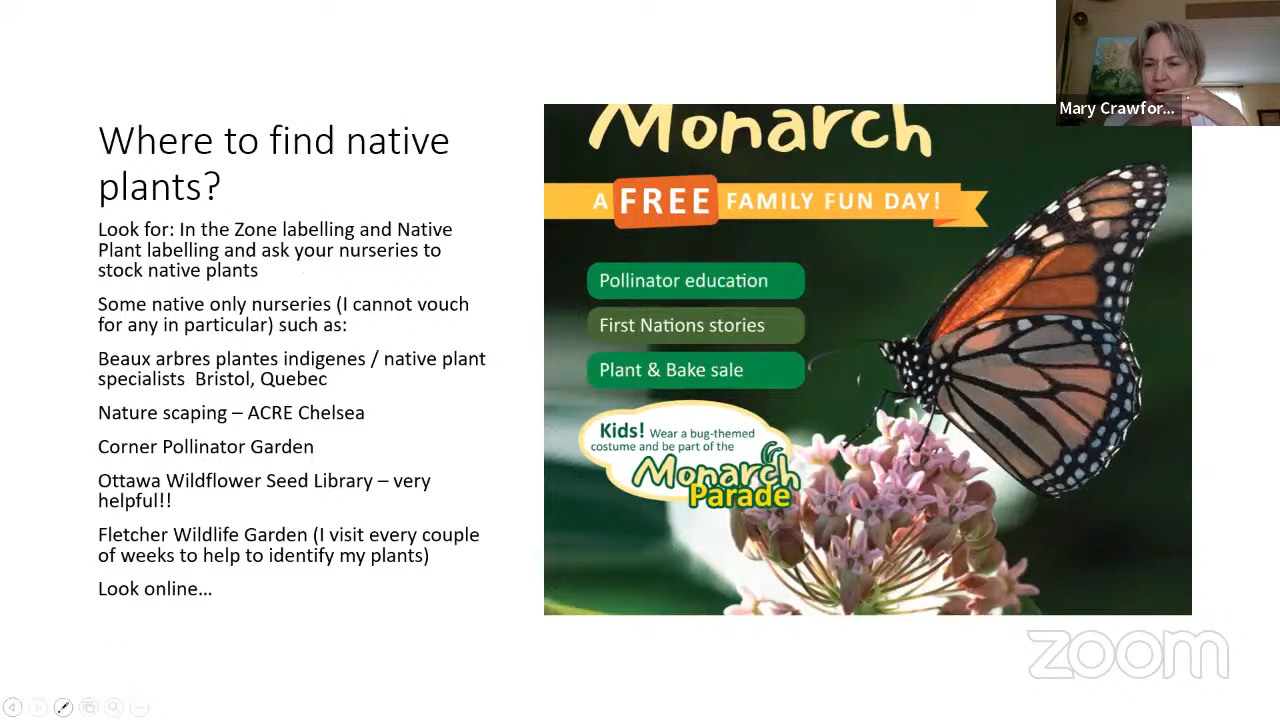 Where to find native
plants?
Look for: In the Zone labelling and Native
Plant labelling and ask your nurseries to
stock native plants
Some native only nurseries (I cannot vouch
for any in particular) such as:
Beaux arbres plantes indigenes / native plant
specialists  Bristol, Quebec
Nature scaping – ACRE Chelsea
Corner Pollinator Garden
Ottawa Wildflower Seed Library – very
helpful!!
Fletcher Wildlife Garden (I visit every couple
of weeks to help to identify my plants)
Look online...
Monarch
A FREE FAMILY FUN DAY!
Pollinator education
First Nations stories
Plant & Bake sale
Kids! Wear a bug-themed
costume and be part of the
Monarch
Parade
Mary Crawfor...
zoom